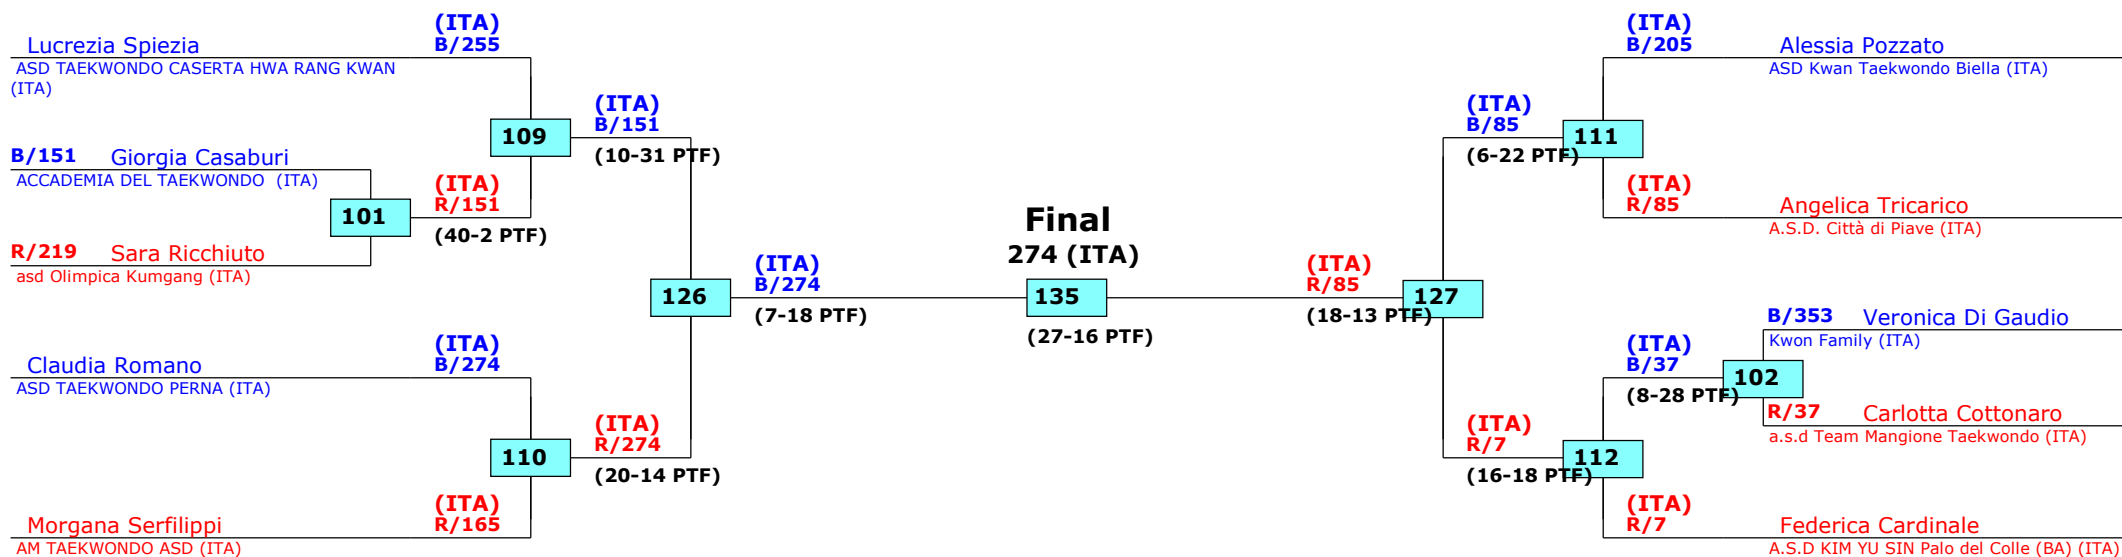 (ITA)
B/255
Lucrezia Spiezia
ASD TAEKWONDO CASERTA HWA RANG KWAN
(ITA)
109
(ITA)
B/151
(10-31 PTF)
B/151 Giorgia Casaburi
ACCADEMIA DEL TAEKWONDO (ITA)
101
(ITA)
R/151
(40-2 PTF)
R/219 Sara Ricchiuto
asd Olimpica Kumgang (ITA)
126
(ITA)
B/274
(7-18 PTF)
(ITA)
B/274
Claudia Romano
ASD TAEKWONDO PERNA (ITA)
110
(ITA)
R/274
(20-14 PTF)
(ITA)
R/165
Morgana Serfilippi
AM TAEKWONDO ASD (ITA)
Final
274 (ITA)
135
(27-16 PTF)
(ITA)
R/85
(18-13 PTF)
127
(ITA)
B/85
(6-22 PTF)
111
(ITA)
B/205
Alessia Pozzato
ASD Kwan Taekwondo Biella (ITA)
(ITA)
R/85
Angelica Tricarico
A.S.D. Città di Piave (ITA)
B/353 Veronica Di Gaudio
Kwon Family (ITA)
(ITA)
B/37
(8-28 PTF)
102
R/37 Carlotta Cottonaro
a.s.d Team Mangione Taekwondo (ITA)
(ITA)
R/7
(16-18 PTF)
112
(ITA)
R/7
Federica Cardinale
A.S.D KIM YU SIN Palo del Colle (BA) (ITA)